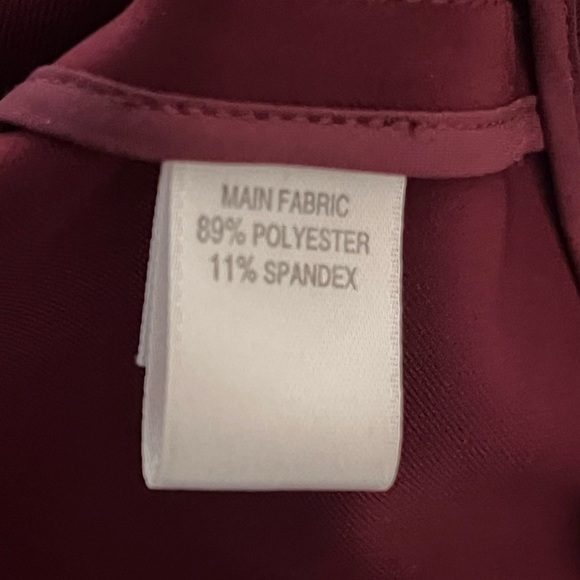 MAIN FABRIC
89% POLYESTER
11% SPANDEX